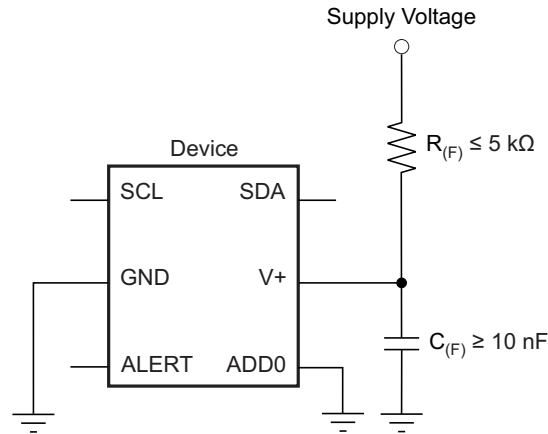 Supply Voltage
R(F) ≤ 5 kΩ
Device
SCL SDA
GND V+
C(F) ≥ 10 nF
ALERT ADD0